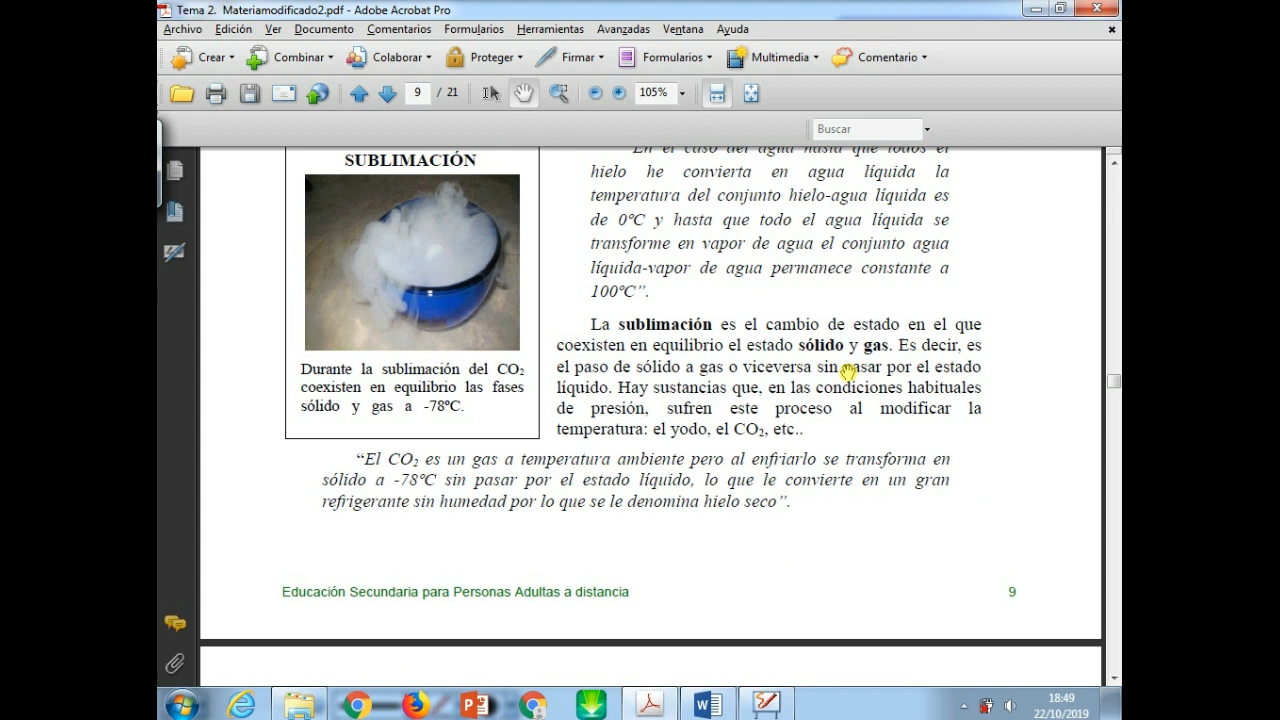 Tema 2. Materiamodificado2.pdf - Adobe Acrobat Pro
Archivo Edición Ver Documento Comentarios Formularios Herramientas Avanzadas Ventana Ayuda
Crear Combinar Colaborar Proteger Firmar Formularios Multimedia Comentario
9 / 21 105%
Buscar
SUBLIMACIÓN
Durante la sublimación del CO₂
coexisten en equilibrio las fases
sólido y gas a -78ºC.
"En el caso del agua hasta que todos el
hielo he convierta en agua líquida la
temperatura del conjunto hielo-agua líquida es
de 0ºC y hasta que todo el agua líquida se
transforme en vapor de agua el conjunto agua
líquida-vapor de agua permanece constante a
100ºC”.
La sublimación es el cambio de estado en el que
coexisten en equilibrio el estado sólido y gas. Es decir, es
el paso de sólido a gas o viceversa sin pasar por el estado
líquido. Hay sustancias que, en las condiciones habituales
de presión, sufren este proceso al modificar la
temperatura: el yodo, el CO₂, etc..
“El CO₂ es un gas a temperatura ambiente pero al enfriarlo se transforma en
sólido a -78ºC sin pasar por el estado líquido, lo que le convierte en un gran
refrigerante sin humedad por lo que se le denomina hielo seco”.
Educación Secundaria para Personas Adultas a distancia 9
18:49
22/10/2019